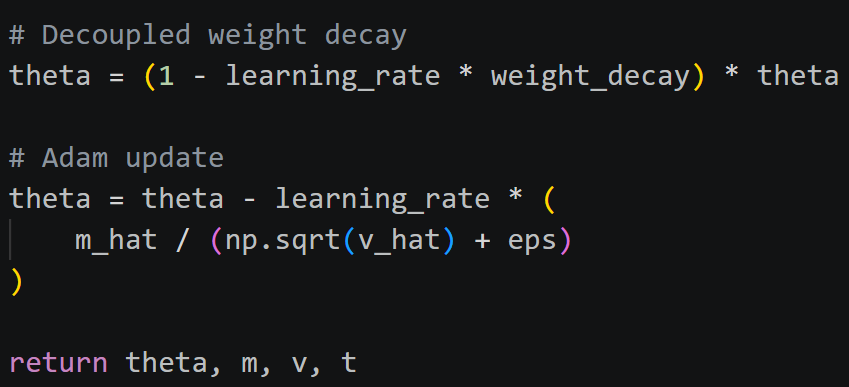 # Decoupled weight decay
theta = (1 - learning_rate * weight_decay) * theta
# Adam update
theta = theta - learning_rate * (
m_hat / (np.sqrt(v_hat) + eps)
)
return theta, m, v, t